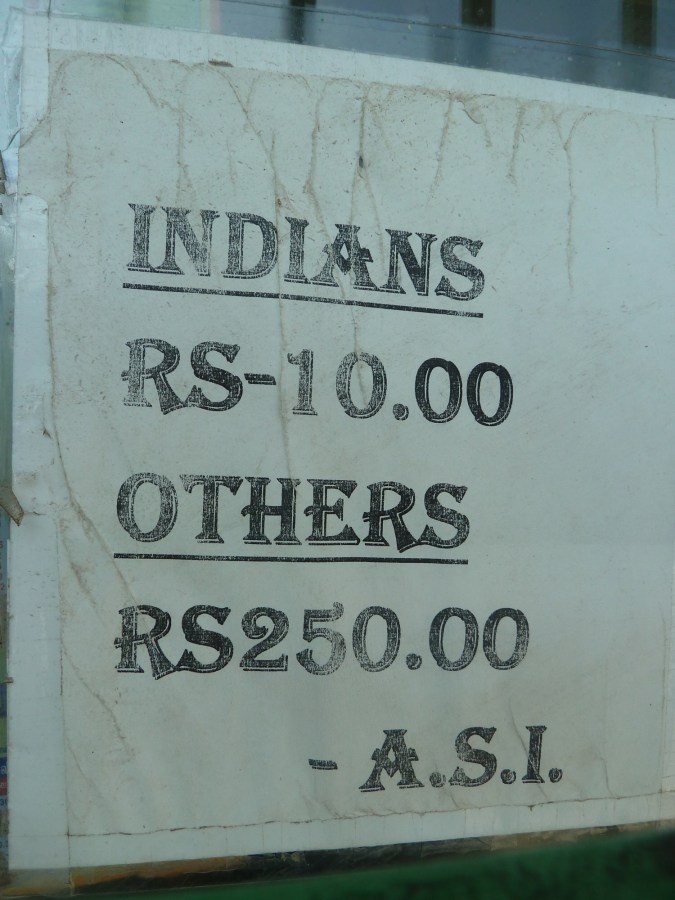 INDIANS
RS-10.00
OTHERS
RS250.00
- A.S.I.